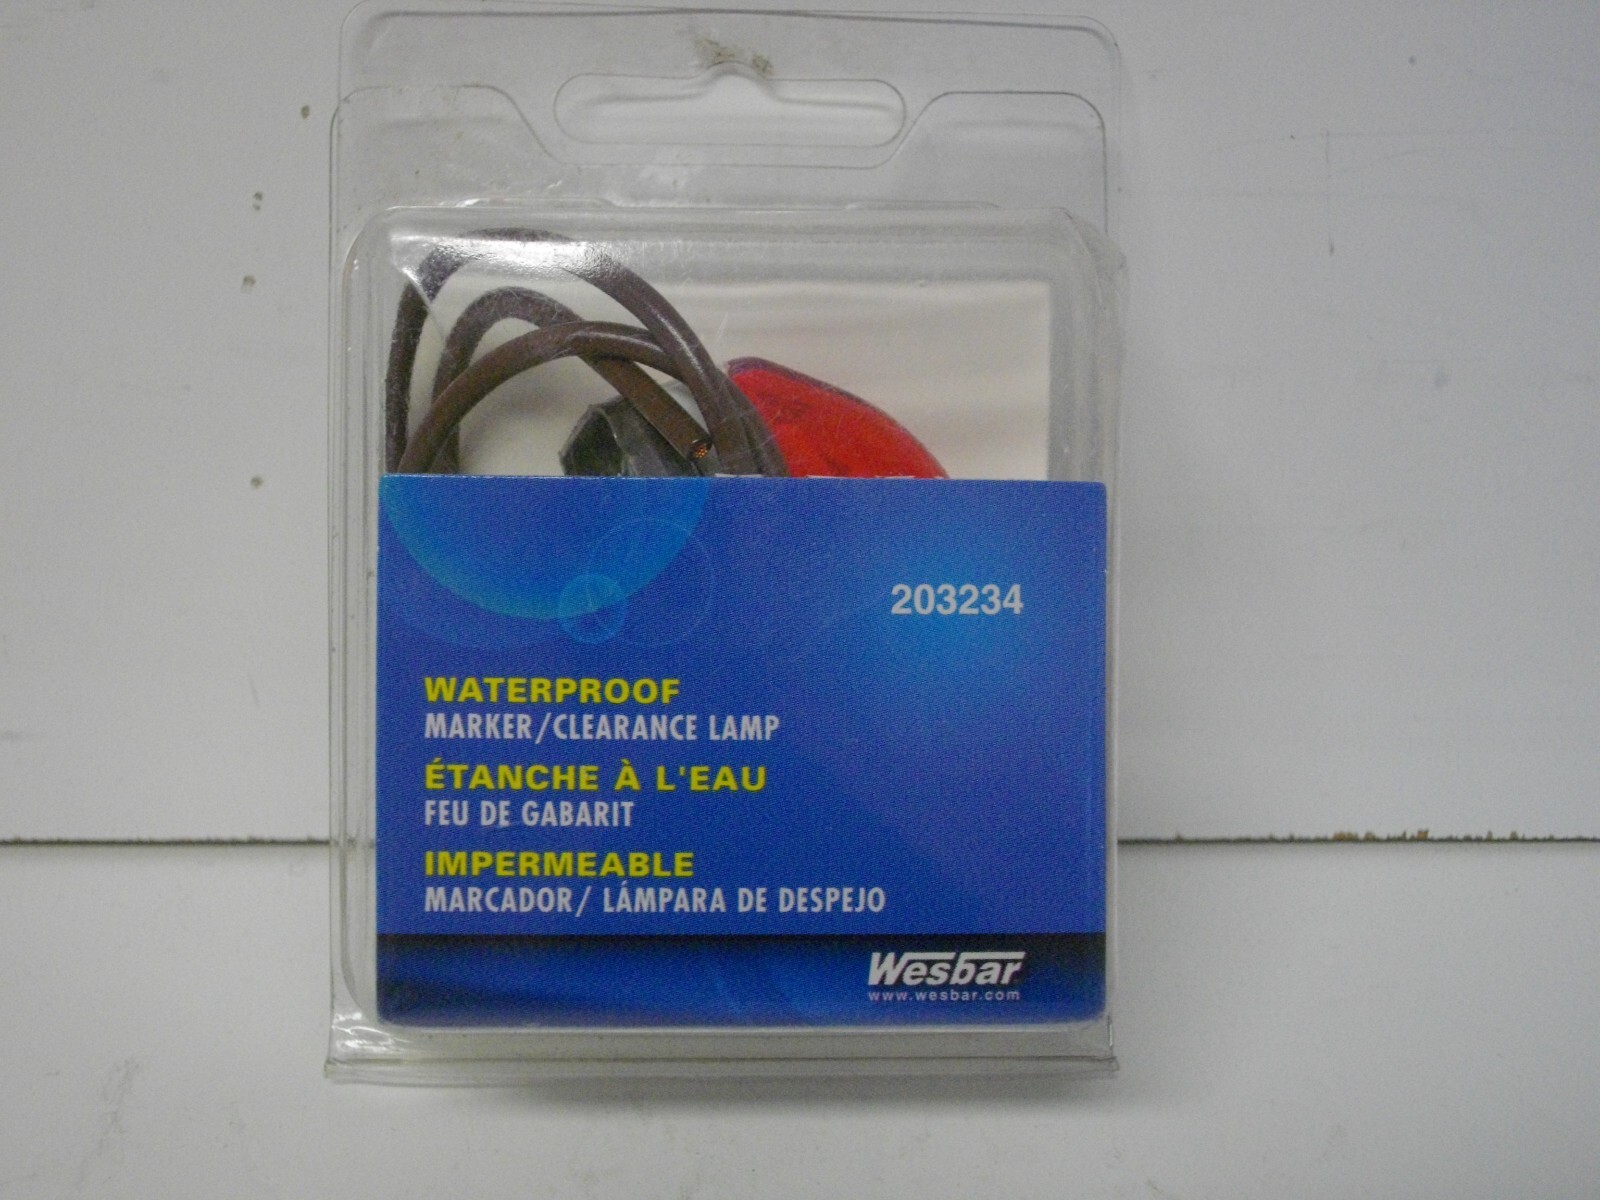 203234
WATERPROOF
MARKER/CLEARANCE LAMP
ÉTANCHE À L'EAU
FEU DE GABARIT
IMPERMEABLE
MARCADOR/ LÁMPARA DE DESPEJO
Wesbar
www.wesbar.com